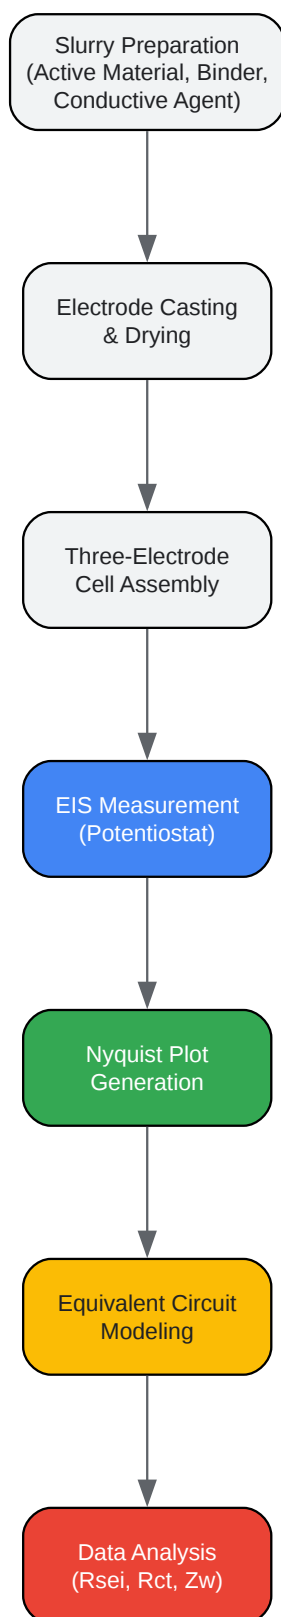 Slurry Preparation
(Active Material, Binder,
Conductive Agent)
Electrode Casting
& Drying
Three-Electrode
Cell Assembly
EIS Measurement
(Potentiostat)
Nyquist Plot
Generation
Equivalent Circuit
Modeling
Data Analysis
(Rsei, Rct, Zw)